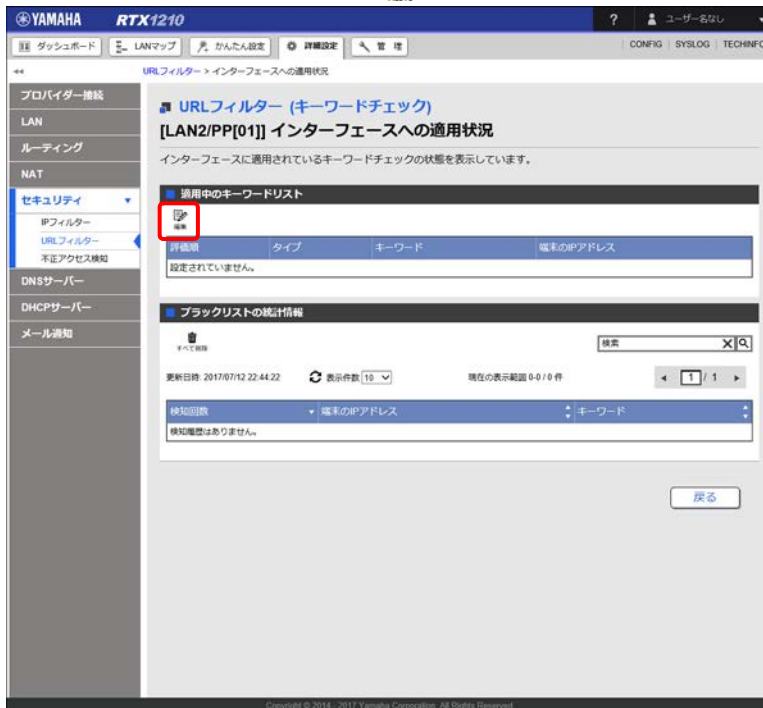 YAMAHA RTX1210 ? ユーザー名なし
ダッシュボード LANマップ かんたん設定 詳細設定 管理 CONFIG SYSLOG TECHINFO
URLフィルター > インターフェースへの適用状況
プロバイダー接続
LAN
ルーティング
NAT
セキュリティ
IPフィルター
URLフィルター
不正アクセス検知
DNSサーバー
DHCPサーバー
メール通知
URLフィルター (キーワードチェック)
[LAN2/PP[01]] インターフェースへの適用状況
インターフェースに適用されているキーワードチェックの状態を表示しています。
適用中のキーワードリスト
編集
評価順 タイプ キーワード 端末のIPアドレス
設定されていません。
ブラックリストの統計情報
すべて削除
検索
更新日時: 2017/07/12 22:44:22 表示件数 10 現在の表示範囲 0-0 / 0 件 1 / 1
検知回数 端末のIPアドレス キーワード
検知履歴はありません。
戻る
Copyright © 2014 - 2017 Yamaha Corporation. All Rights Reserved.